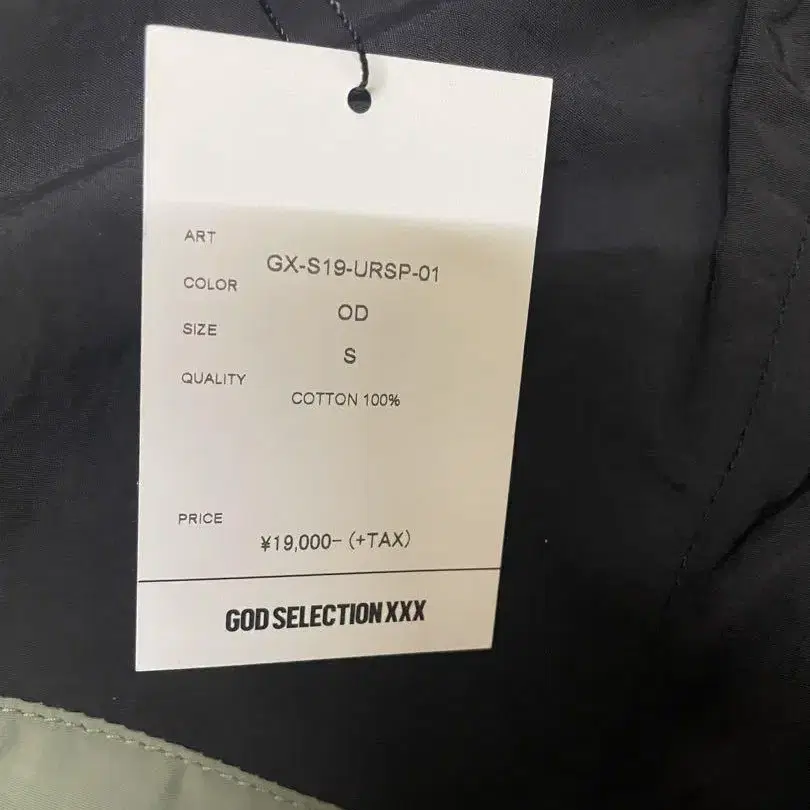 ART
GX-S19-URSP-01
COLOR
OD
SIZE
S
QUALITY
COTTON 100%
PRICE
¥19,000- (+TAX)
GOD SELECTION XXX